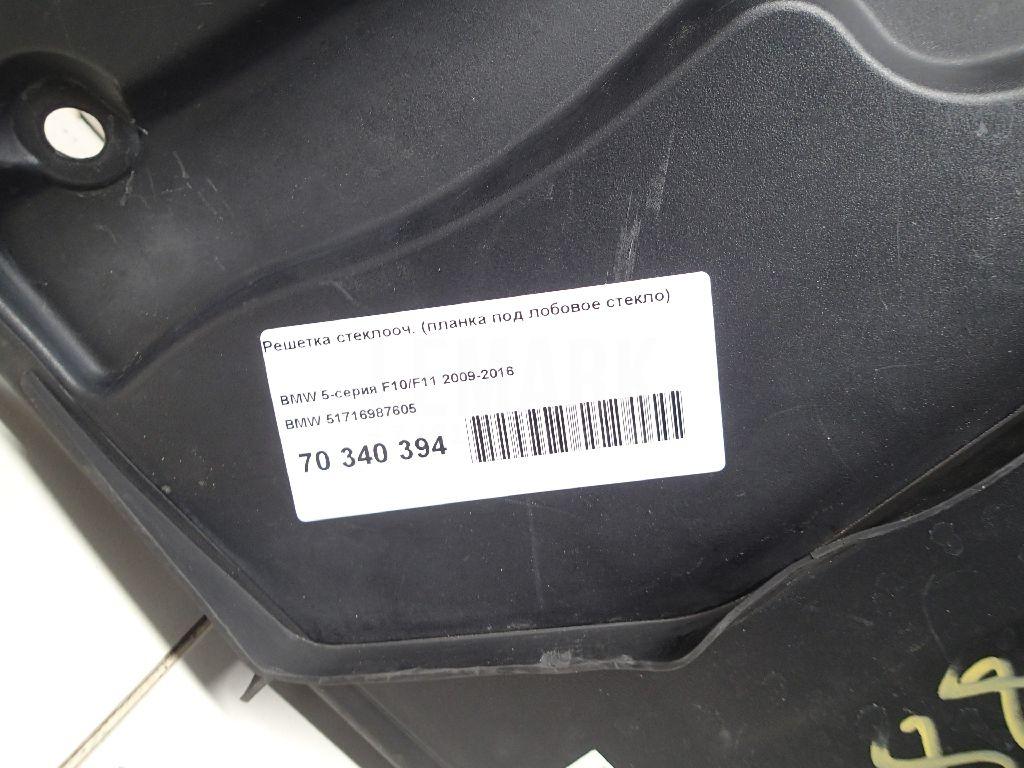 Решетка стеклооч. (планка под лобовое стекло)
BMW 5-серия F10/F11 2009-2016
BMW 51716987605
70 340 394